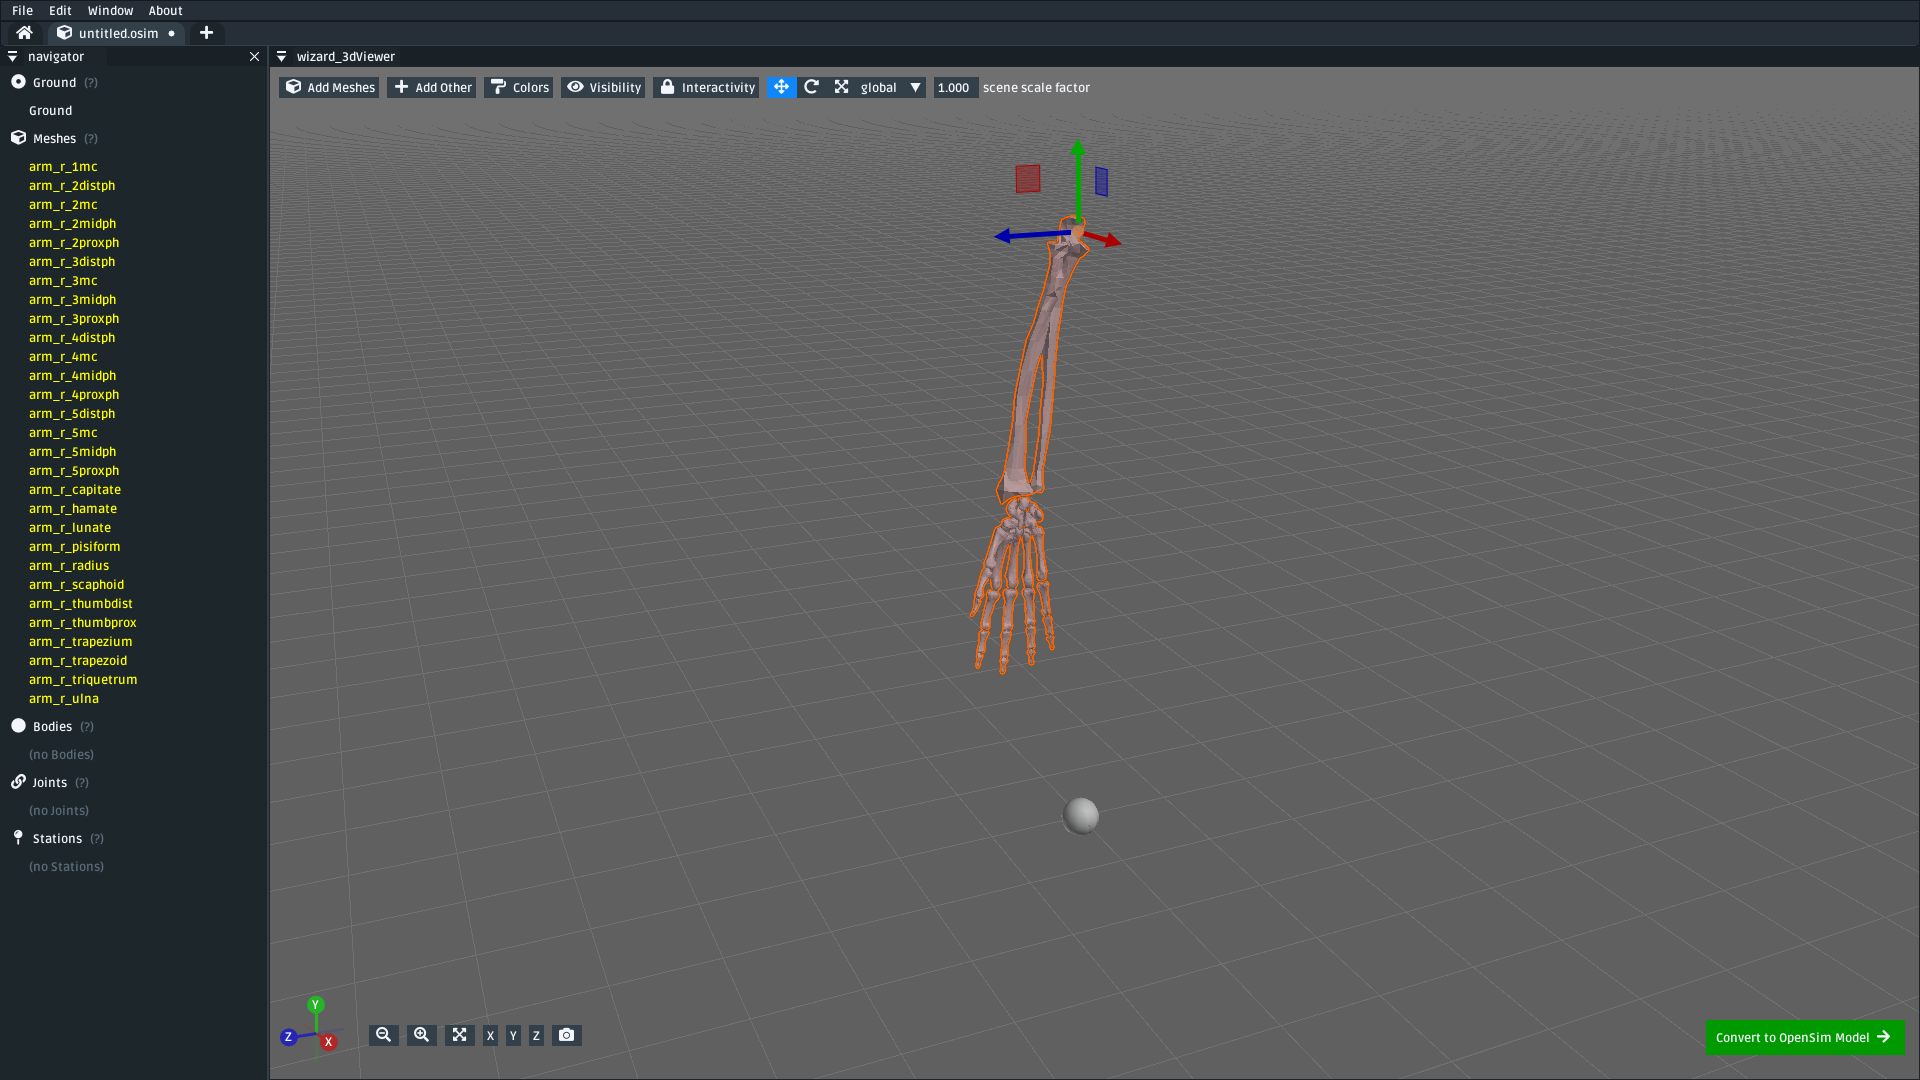 File Edit Window About
untitled.osim
navigator
wizard_3dViewer
Ground (?)
Ground
Meshes (?)
arm_r_1mc
arm_r_2distph
arm_r_2mc
arm_r_2midph
arm_r_2proxph
arm_r_3distph
arm_r_3mc
arm_r_3midph
arm_r_3proxph
arm_r_4distph
arm_r_4mc
arm_r_4midph
arm_r_4proxph
arm_r_5distph
arm_r_5mc
arm_r_5midph
arm_r_5proxph
arm_r_capitate
arm_r_hamate
arm_r_lunate
arm_r_pisiform
arm_r_radius
arm_r_scaphoid
arm_r_thumbdist
arm_r_thumbprox
arm_r_trapezium
arm_r_trapezoid
arm_r_triquetrum
arm_r_ulna
Bodies (?)
(no Bodies)
Joints (?)
(no Joints)
Stations (?)
(no Stations)
Add Meshes Add Other Colors Visibility Interactivity global 1.000 scene scale factor
Y
Z X
X Y Z
Convert to OpenSim Model